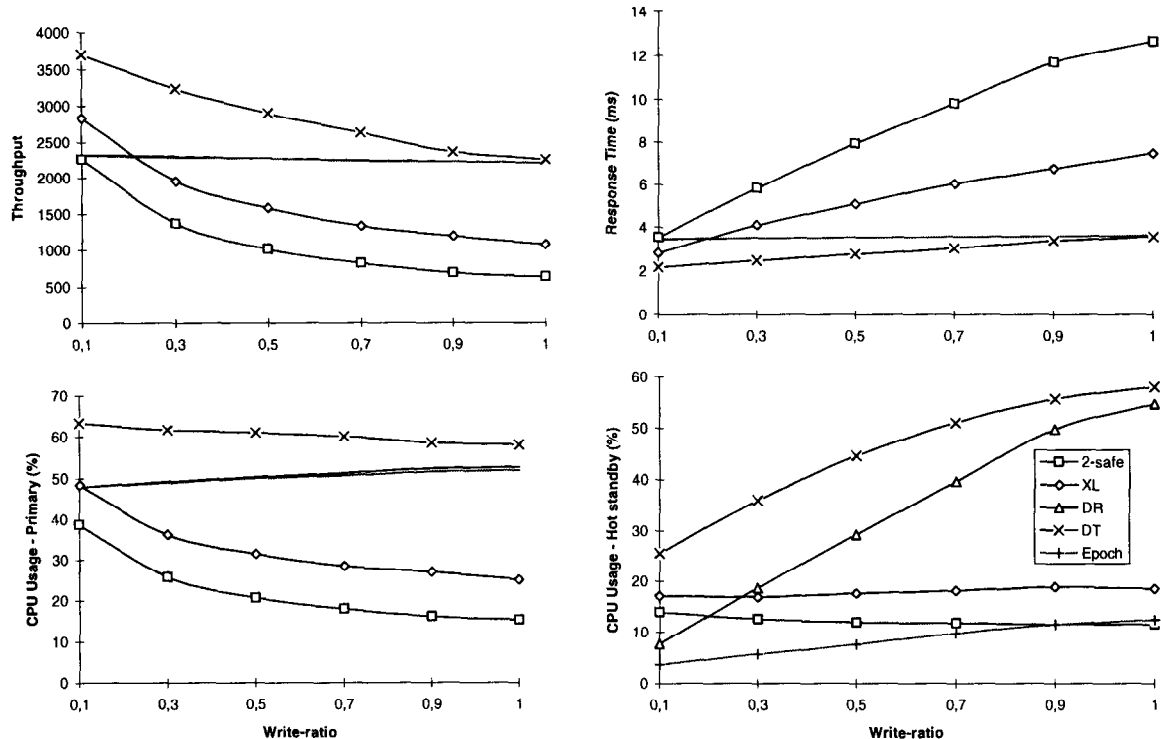 4000
3500
3000
2500
2000
1500
1000
500
0
Throughput
0,1 0,3 0,5 0,7 0,9 1
14
12
10
8
6
4
2
0
Response Time (ms)
0,1 0,3 0,5 0,7 0,9 1
70
60
50
40
30
20
10
0
CPU Usage - Primary (%)
0,1 0,3 0,5 0,7 0,9 1
Write-ratio
60
50
40
30
20
10
0
CPU Usage - Hot standby (%)
2-safe
XL
DR
DT
Epoch
0,1 0,3 0,5 0,7 0,9 1
Write-ratio